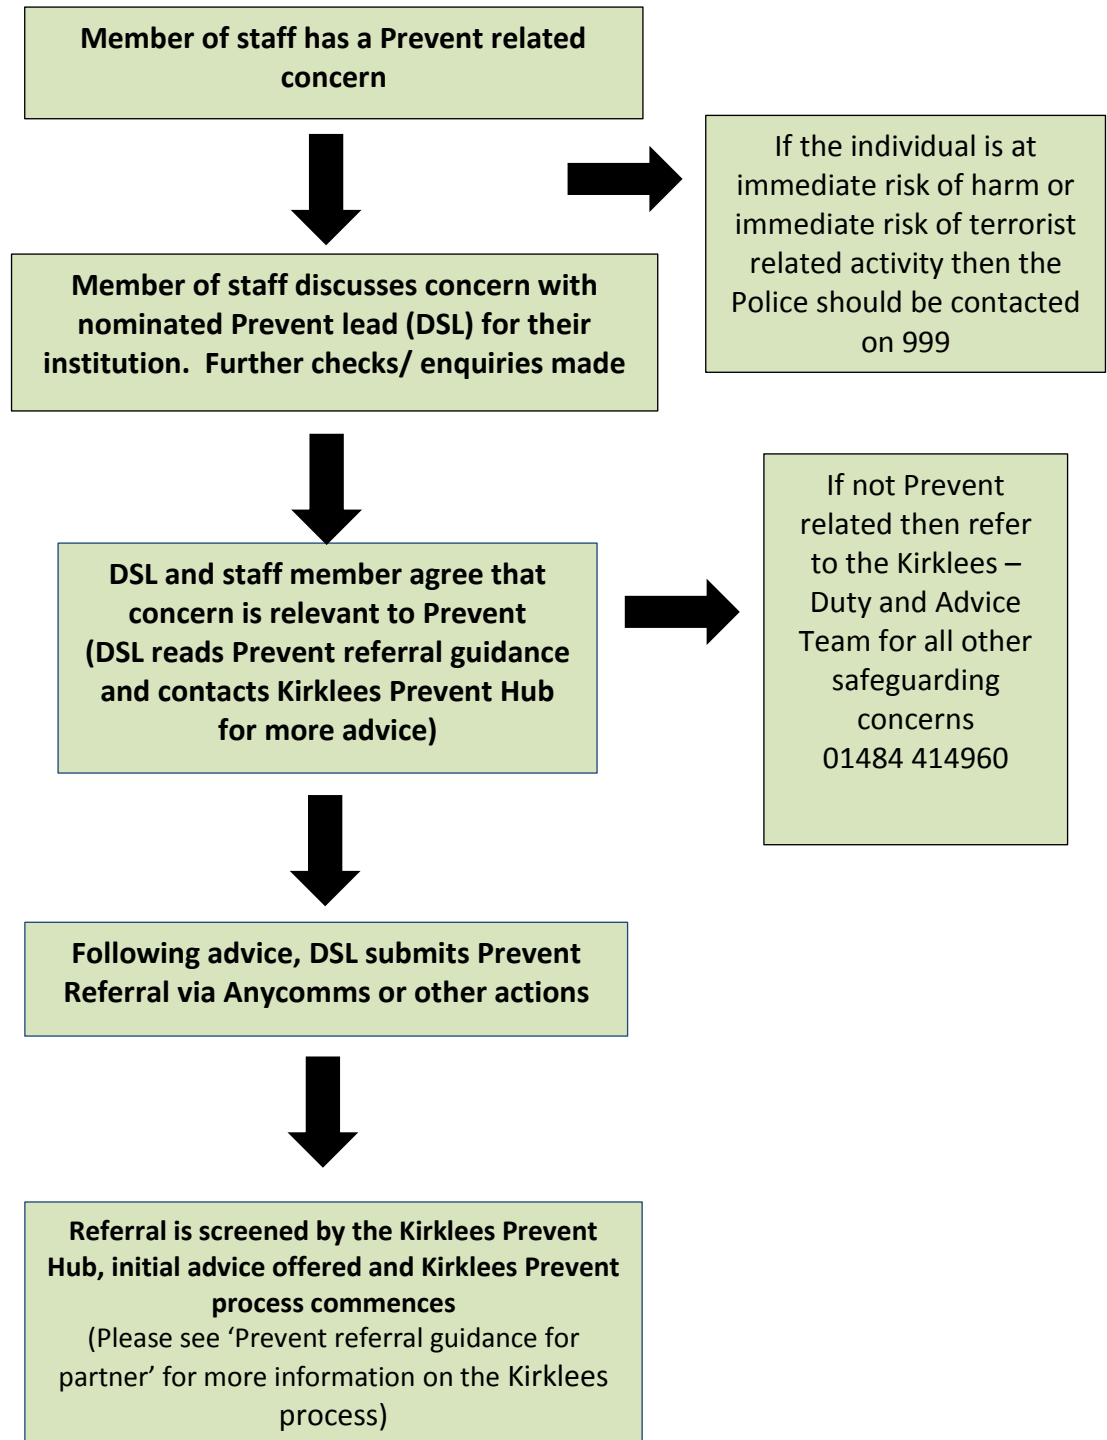 Member of staff has a Prevent related
concern
If the individual is at
immediate risk of harm or
immediate risk of terrorist
related activity then the
Police should be contacted
on 999
Member of staff discusses concern with
nominated Prevent lead (DSL) for their
institution.  Further checks/ enquiries made
If not Prevent
related then refer
to the Kirklees –
Duty and Advice
Team for all other
safeguarding
concerns
01484 414960
DSL and staff member agree that
concern is relevant to Prevent
(DSL reads Prevent referral guidance
and contacts Kirklees Prevent Hub
for more advice)
Following advice, DSL submits Prevent
Referral via Anycomms or other actions
Referral is screened by the Kirklees Prevent
Hub, initial advice offered and Kirklees Prevent
process commences
(Please see ‘Prevent referral guidance for
partner’ for more information on the Kirklees
process)